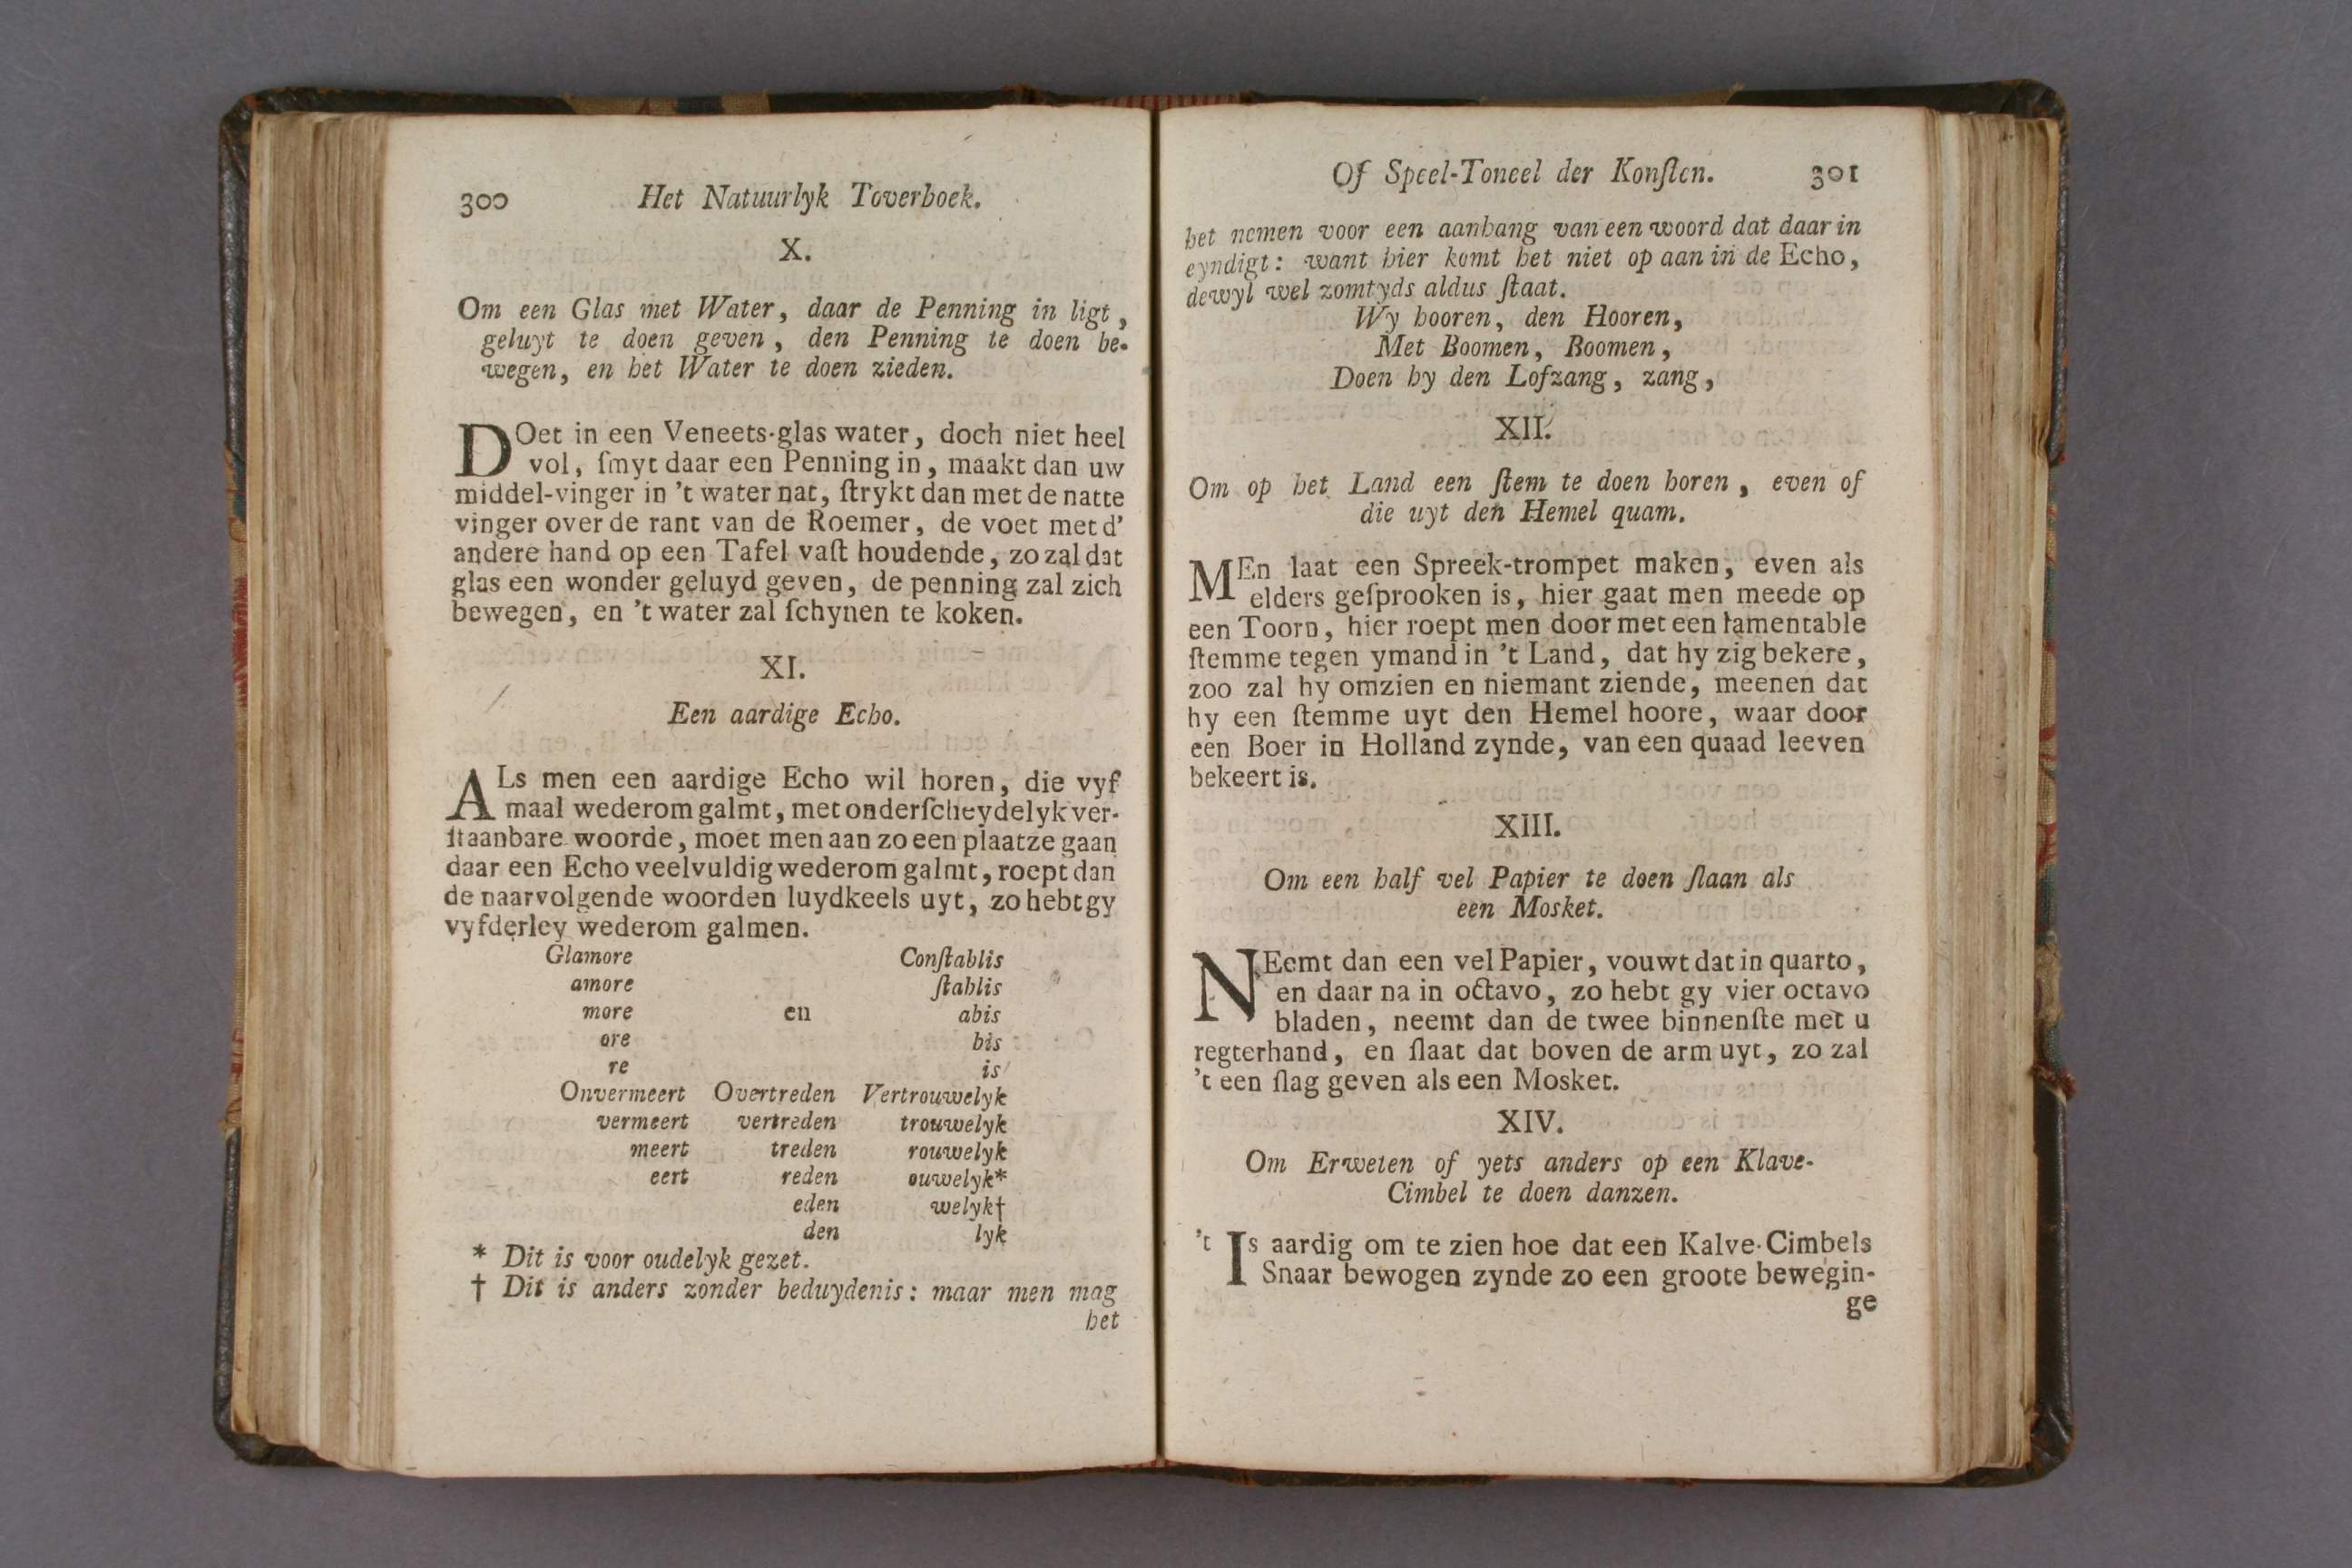 300 Het Natuurlyk Toverboek.
X.
Om een Glas met Water, daar de Penning in ligt,
geluyt te doen geven, den Penning te doen be-
wegen, en het Water te doen zieden.
DOet in een Veneets-glas water, doch niet heel
vol, ſmyt daar een Penning in, maakt dan uw
middel-vinger in 't water nat, ſtrykt dan met de natte
vinger over de rant van de Roemer, de voet met d'
andere hand op een Tafel vaſt houdende, zo zal dat
glas een wonder geluyd geven, de penning zal zich
bewegen, en 't water zal ſchynen te koken.
XI.
Een aardige Echo.
ALs men een aardige Echo wil horen, die vyf
maal wederom galmt, met onderſcheydelyk ver-
ſtaanbare woorde, moet men aan zo een plaatze gaan
daar een Echo veelvuldig wederom galmt, roept dan
de naarvolgende woorden luydkeels uyt, zo hebt gy
vyfderley wederom galmen.
Glamore Conſtablis
amore ſtablis
more en abis
ore bis
re is
Onvermeert Overtreden Vertrouwelyk
vermeert vertreden trouwelyk
meert treden rouwelyk
eert reden ouwelyk*
eden welyk†
den lyk
* Dit is voor oudelyk gezet.
† Dit is anders zonder beduydenis: maar men mag
het
Of Speel-Toneel der Konſten. 301
het nemen voor een aanhang van een woord dat daar in
eyndigt: want hier komt het niet op aan in de Echo,
dewyl wel zomtyds aldus ſtaat.
Wy hooren, den Hooren,
Met Boomen, Boomen,
Doen hy den Lofzang, zang,
XII.
Om op het Land een ſtem te doen horen, even of
die uyt den Hemel quam.
MEn laat een Spreek-trompet maken, even als
elders geſprooken is, hier gaat men meede op
een Toorn, hier roept men door met een lamentable
ſtemme tegen ymand in 't Land, dat hy zig bekere,
zoo zal hy omzien en niemant ziende, meenen dat
hy een ſtemme uyt den Hemel hoore, waar door
een Boer in Holland zynde, van een quaad leeven
bekeert is.
XIII.
Om een half vel Papier te doen ſlaan als
een Mosket.
NEemt dan een vel Papier, vouwt dat in quarto,
en daar na in octavo, zo hebt gy vier octavo
bladen, neemt dan de twee binnenſte met u
regterhand, en ſlaat dat boven de arm uyt, zo zal
't een ſlag geven als een Mosket.
XIV.
Om Erweten of yets anders op een Klave-
Cimbel te doen danzen.
't Is aardig om te zien hoe dat een Kalve-Cimbels
Snaar bewogen zynde zo een groote bewegin-
ge